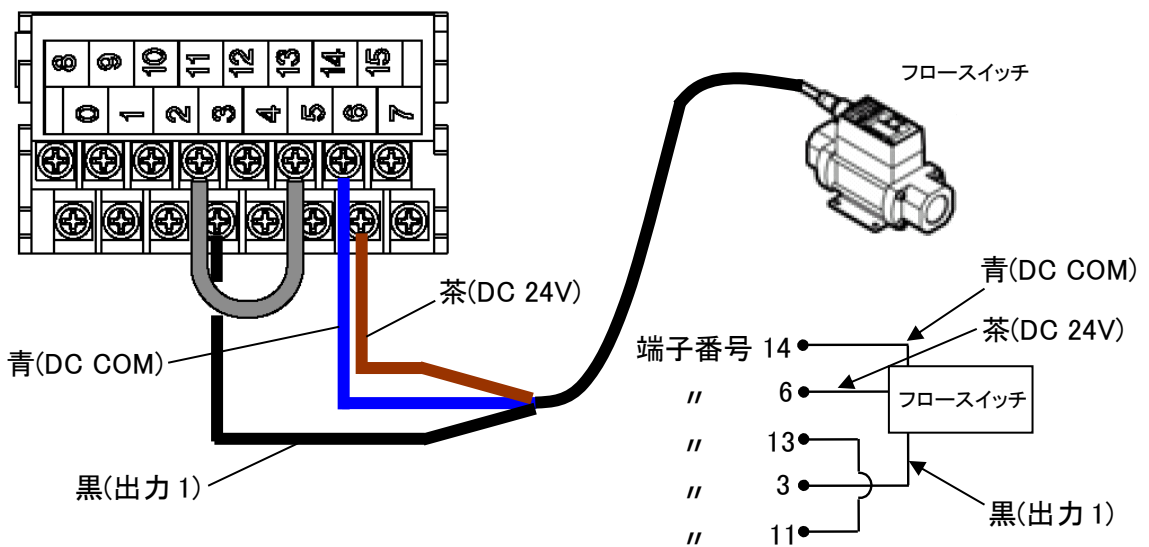 8 9 10 11 12 13 14 15
0 1 2 3 4 5 6 7
フロースイッチ
茶(DC 24V)
青(DC COM)
黒(出力 1)
青(DC COM)
茶(DC 24V)
端子番号 14
〃 6
フロースイッチ
〃 13
〃 3
〃 11
黒(出力 1)